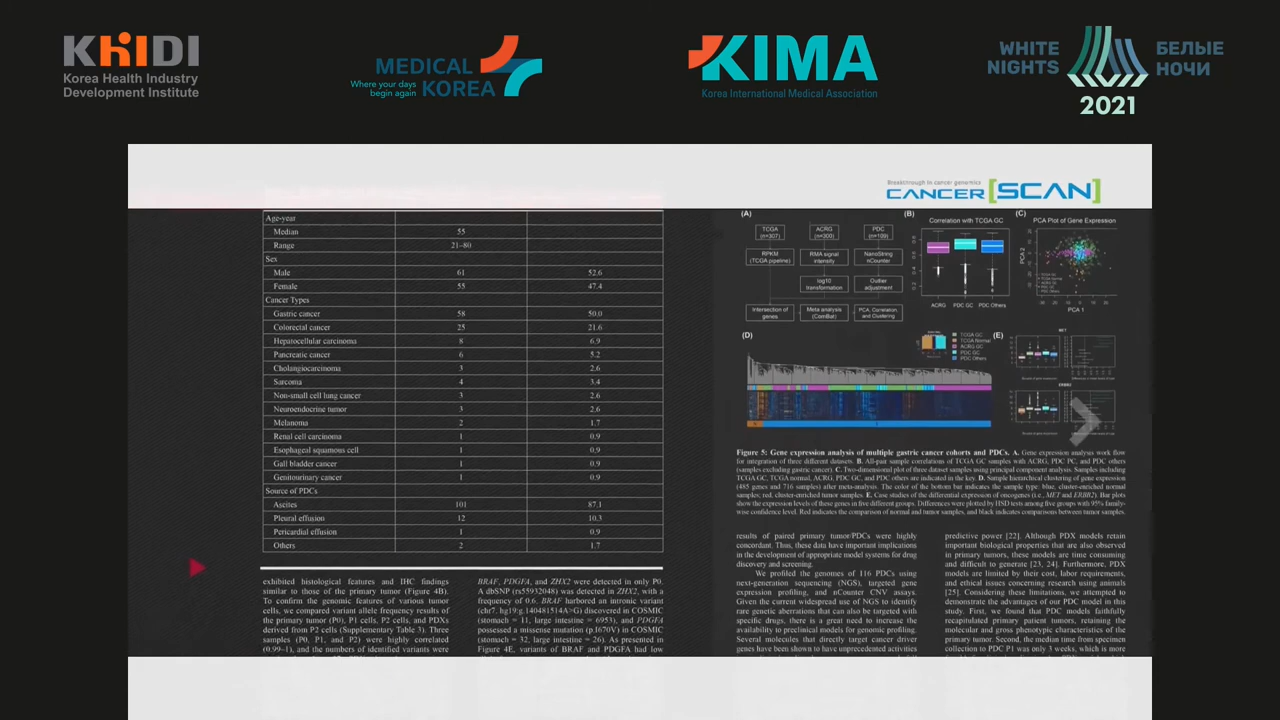 KHIDI
Korea Health Industry
Development Institute
MEDICAL
Where your days
begin again
KOREA
KIMA
Korea International Medical Association
WHITE
NIGHTS
БЕЛЫЕ
НОЧИ
2021
Breakthrough in cancer genomics
CANCER [SCAN]
Age-year
Median 55
Range 21–80
Sex
Male 61 52.6
Female 55 47.4
Cancer Types
Gastric cancer 58 50.0
Colorectal cancer 25 21.6
Hepatocellular carcinoma 8 6.9
Pancreatic cancer 6 5.2
Cholangiocarcinoma 3 2.6
Sarcoma 4 3.4
Non-small cell lung cancer 3 2.6
Neuroendocrine tumor 3 2.6
Melanoma 2 1.7
Renal cell carcinoma 1 0.9
Esophageal squamous cell 1 0.9
Gall bladder cancer 1 0.9
Genitourinary cancer 1 0.9
Source of PDCs
Ascites 101 87.1
Pleural effusion 12 10.3
Pericardial effusion 1 0.9
Others 2 1.7
exhibited histological features and IHC findings
similar to those of the primary tumor (Figure 4B).
To confirm the genomic features of various tumor
cells, we compared variant allele frequency results of
the primary tumor (P0), P1 cells, P2 cells, and PDXs
derived from P2 cells (Supplementary Table 3). Three
samples (P0, P1, and P2) were highly correlated
(0.99–1), and the numbers of identified variants were
BRAF, PDGFA, and ZHX2 were detected in only P0.
A dbSNP (rs55932048) was detected in ZHX2, with a
frequency of 0.6. BRAF harbored an intronic variant
(chr7, hg19:g.140481514A>G) discovered in COSMIC
(stomach = 11, large intestine = 6953), and PDGFA
possessed a missense mutation (p.I670V) in COSMIC
(stomach = 32, large intestine = 26). As presented in
Figure 4E, variants of BRAF and PDGFA had low
(A)
TCGA
(n=307)
ACRG
(n=300)
PDC
(n=109)
RPKM
(TCGA pipeline)
RMA signal
intensity
NanoString
nCounter
log10
transformation
Outlier
adjustment
Intersection of
genes
Meta analysis
(ComBat)
PCA, Correlation,
and Clustering
(B)
Correlation with TCGA GC
ACRG PDC GC PDC Others
(C)
PCA Plot of Gene Expression
PCA 2
PCA 1
(D)
TCGA GC
TCGA Normal
ACRG GC
PDC GC
PDC Others
(E)
MET
ERBB2
Figure 5: Gene expression analysis of multiple gastric cancer cohorts and PDCs. A. Gene expression analysis work flow
for integration of three different datasets. B. All-pair sample correlations of TCGA GC samples with ACRG, PDC PC, and PDC others
(samples excluding gastric cancer). C. Two-dimensional plot of three dataset samples using principal component analysis. Samples including
TCGA GC, TCGA normal, ACRG GC, PDC GC, and PDC others are indicated in the key. D. Sample hierarchical clustering of gene expression
(485 genes and 716 samples) after meta-analysis. The color of the bottom bar indicates the sample type: blue, cluster-enriched normal
samples; red, cluster-enriched tumor samples. E. Case studies of the differential expression of oncogenes (i.e., MET and ERBB2). Bar plots
show the expression levels of these genes in five different groups. Differences were plotted by HSD tests among five groups with 95% family-
wise confidence level. Red indicates the comparison of normal and tumor samples, and black indicates comparisons between tumor samples.
results of paired primary tumor/PDCs were highly
concordant. Thus, these data have important implications
in the development of appropriate model systems for drug
discovery and screening.
We profiled the genomes of 116 PDCs using
next-generation sequencing (NGS), targeted gene
expression profiling, and nCounter CNV assays.
Given the current widespread use of NGS to identify
rare genetic aberrations that can also be targeted with
specific drugs, there is a great need to increase the
availability to preclinical models for genomic profiling.
Several molecules that directly target cancer driver
genes have been shown to have unprecedented activities
predictive power [22]. Although PDX models retain
important biological properties that are also observed
in primary tumors, these models are time consuming
and difficult to generate [23, 24]. Furthermore, PDX
models are limited by their cost, labor requirements,
and ethical issues concerning research using animals
[25]. Considering these limitations, we attempted to
demonstrate the advantages of our PDC model in this
study. First, we found that PDC models faithfully
recapitulated primary patient tumors, retaining the
molecular and gross phenotypic characteristics of the
primary tumor. Second, the median time from specimen
collection to PDC P1 was only 3 weeks, which is more